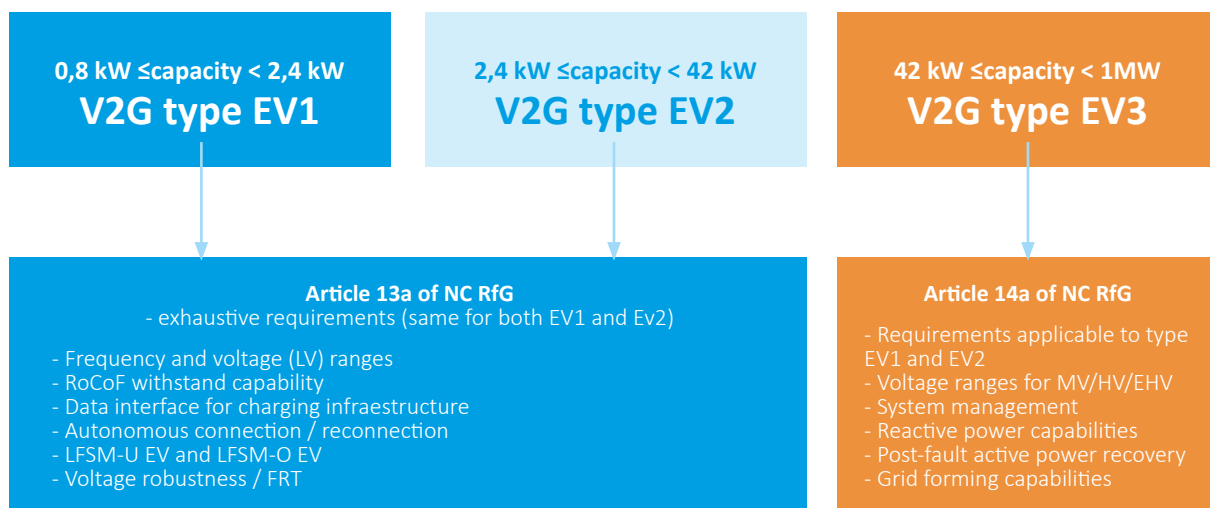 0,8 kW ≤capacity < 2,4 kW
V2G type EV1
2,4 kW ≤capacity < 42 kW
V2G type EV2
42 kW ≤capacity < 1MW
V2G type EV3
Article 13a of NC RfG
- exhaustive requirements (same for both EV1 and Ev2)
- Frequency and voltage (LV) ranges
- RoCoF withstand capability
- Data interface for charging infraestructure
- Autonomous connection / reconnection
- LFSM-U EV and LFSM-O EV
- Voltage robustness / FRT
Article 14a of NC RfG
- Requirements applicable to type
EV1 and EV2
- Voltage ranges for MV/HV/EHV
- System management
- Reactive power capabilities
- Post-fault active power recovery
- Grid forming capabilities